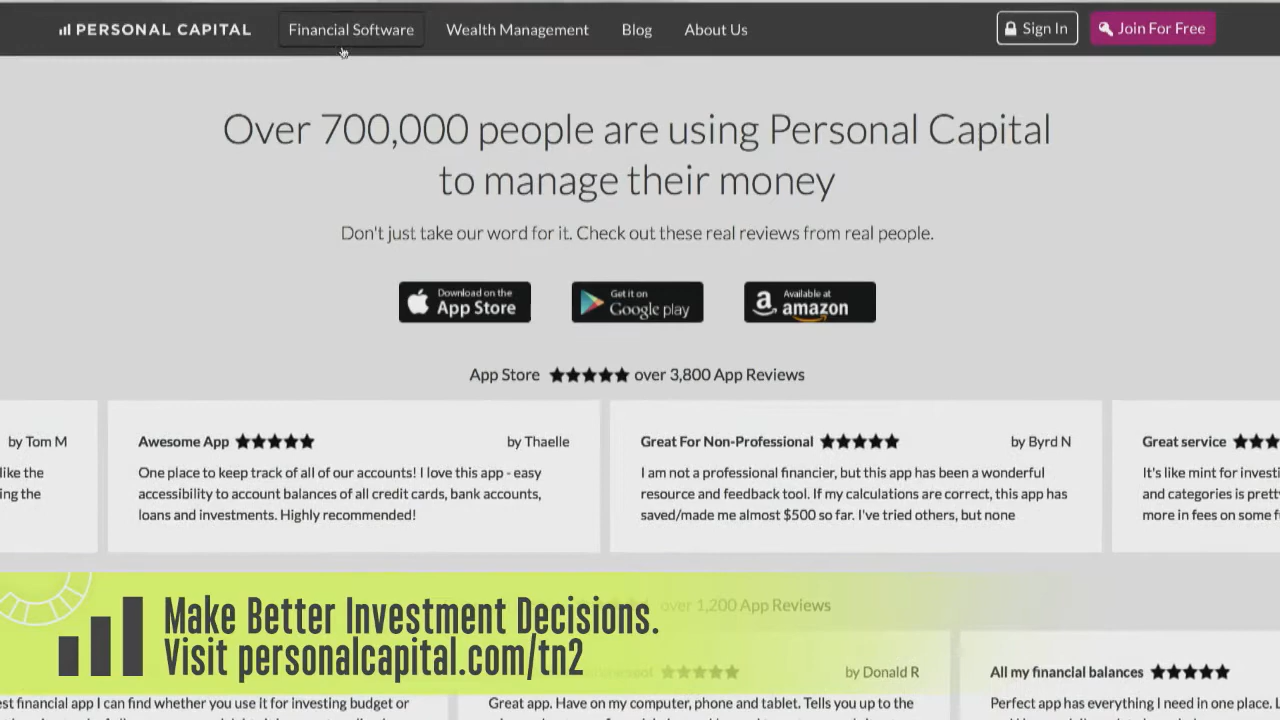 PERSONAL CAPITAL Financial Software Wealth Management Blog About Us Sign In Join For Free
Over 700,000 people are using Personal Capital
to manage their money
Don't just take our word for it. Check out these real reviews from real people.
Download on the App Store
Get it on Google play
Available at amazon
App Store ★★★★★ over 3,800 App Reviews
by Tom M
like the
ing the
Awesome App ★★★★★ by Thaelle
One place to keep track of all of our accounts! I love this app - easy
accessibility to account balances of all credit cards, bank accounts,
loans and investments. Highly recommended!
Great For Non-Professional ★★★★★ by Byrd N
I am not a professional financier, but this app has been a wonderful
resource and feedback tool. If my calculations are correct, this app has
saved/made me almost $500 so far. I've tried others, but none
Great service ★★★
It's like mint for investi
and categories is pretty
more in fees on some f
over 1,200 App Reviews
Make Better Investment Decisions.
Visit personalcapital.com/tn2
by Donald R
All my financial balances ★★★★★
est financial app I can find whether you use it for investing budget or
Great app. Have on my computer, phone and tablet. Tells you up to the
Perfect app has everything I need in one place. L